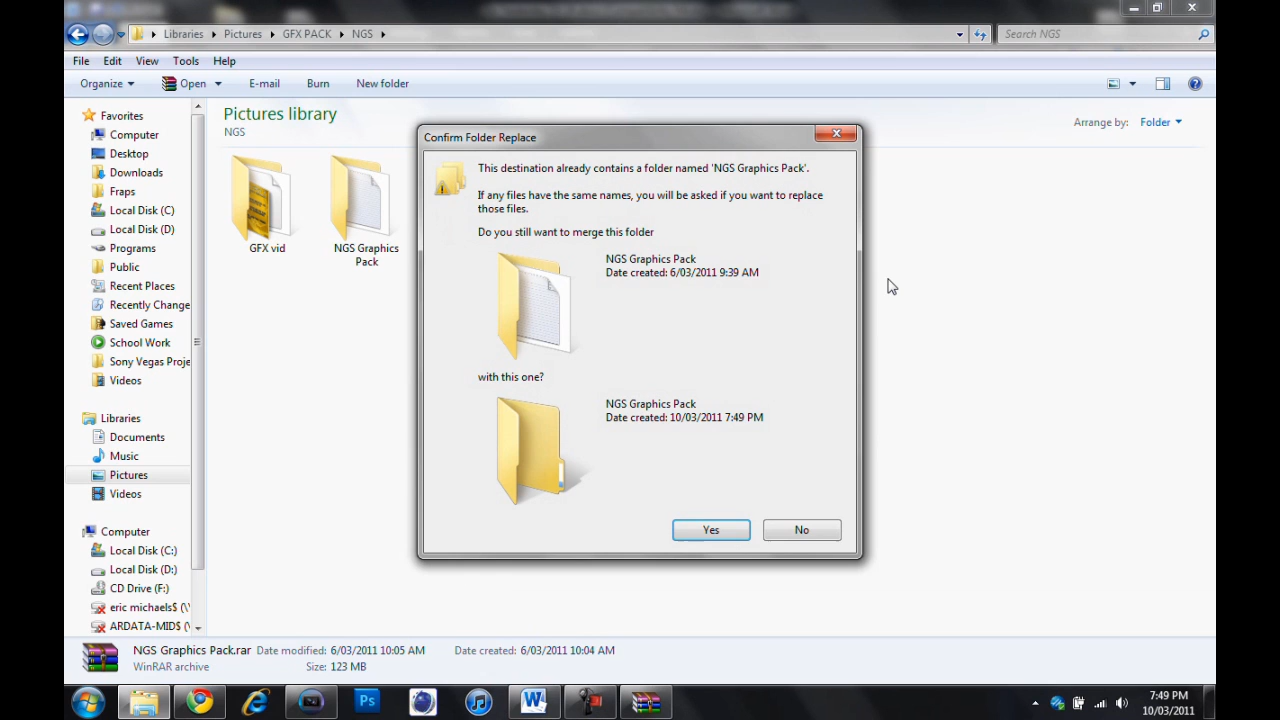 Libraries
Pictures
GFX PACK
NGS
Search NGS
File Edit View Tools Help
Organize Open E-mail Burn New folder
Favorites
Computer
Desktop
Downloads
Fraps
Local Disk (C)
Local Disk (D)
Programs
Public
Recent Places
Recently Change
Saved Games
School Work
Sony Vegas Proje
Videos
Libraries
Documents
Music
Pictures
Videos
Computer
Local Disk (C:)
Local Disk (D:)
CD Drive (F:)
eric michaels$ (\\
ARDATA-MID$ (\
Pictures library
NGS
Arrange by: Folder
GFX vid
NGS Graphics
Pack
Confirm Folder Replace
This destination already contains a folder named 'NGS Graphics Pack'.
If any files have the same names, you will be asked if you want to replace
those files.
Do you still want to merge this folder
NGS Graphics Pack
Date created: 6/03/2011 9:39 AM
with this one?
NGS Graphics Pack
Date created: 10/03/2011 7:49 PM
Yes No
NGS Graphics Pack.rar Date modified: 6/03/2011 10:05 AM Date created: 6/03/2011 10:04 AM
WinRAR archive Size: 123 MB
Ps
W
7:49 PM
10/03/2011